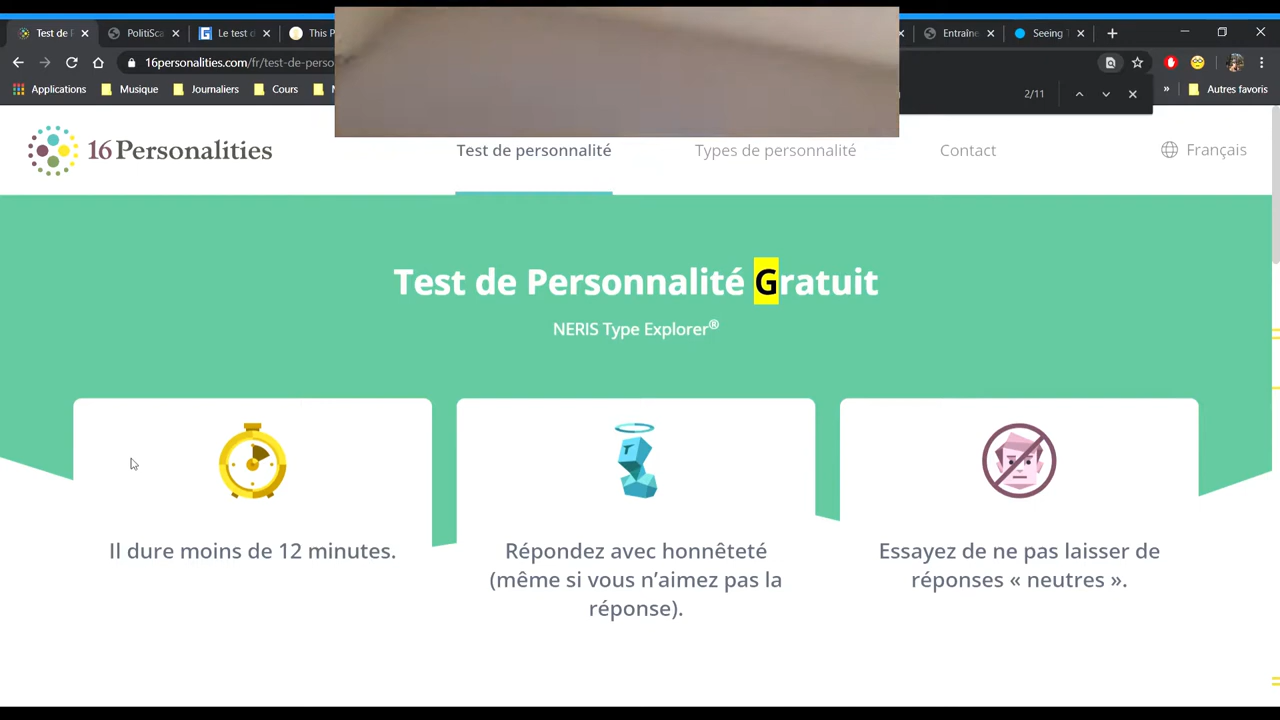 Test de
PolitiSca
Le test d
This P
Entraîne
Seeing
16personalities.com/fr/test-de-perso
Applications
Musique
Journaliers
Cours
2/11
»
Autres favoris
16Personalities
Test de personnalité
Types de personnalité
Contact
Français
Test de Personnalité Gratuit
NERIS Type Explorer®
Il dure moins de 12 minutes.
Répondez avec honnêteté
(même si vous n’aimez pas la
réponse).
Essayez de ne pas laisser de
réponses « neutres ».